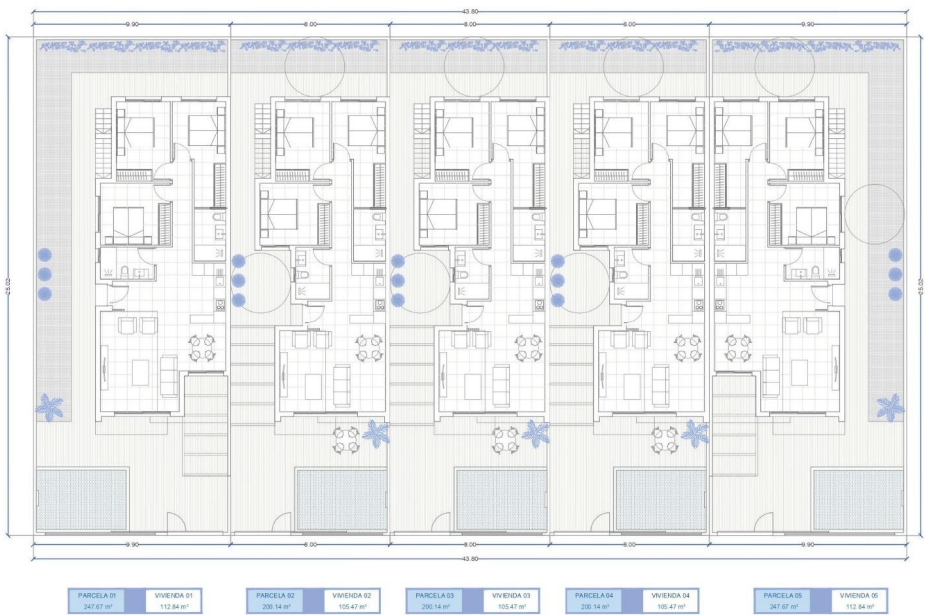 43.80
9.90 8.00 8.00 8.00 9.90
25.02 25.02
9.90 8.00 8.00 8.00 9.90
43.80
PARCELA 01 VIVIENDA 01 PARCELA 02 VIVIENDA 02 PARCELA 03 VIVIENDA 03 PARCELA 04 VIVIENDA 04 PARCELA 05 VIVIENDA 05
247.67 m² 112.84 m² 200.14 m² 105.47 m² 200.14 m² 105.47 m² 200.14 m² 105.47 m² 247.67 m² 112.84 m²